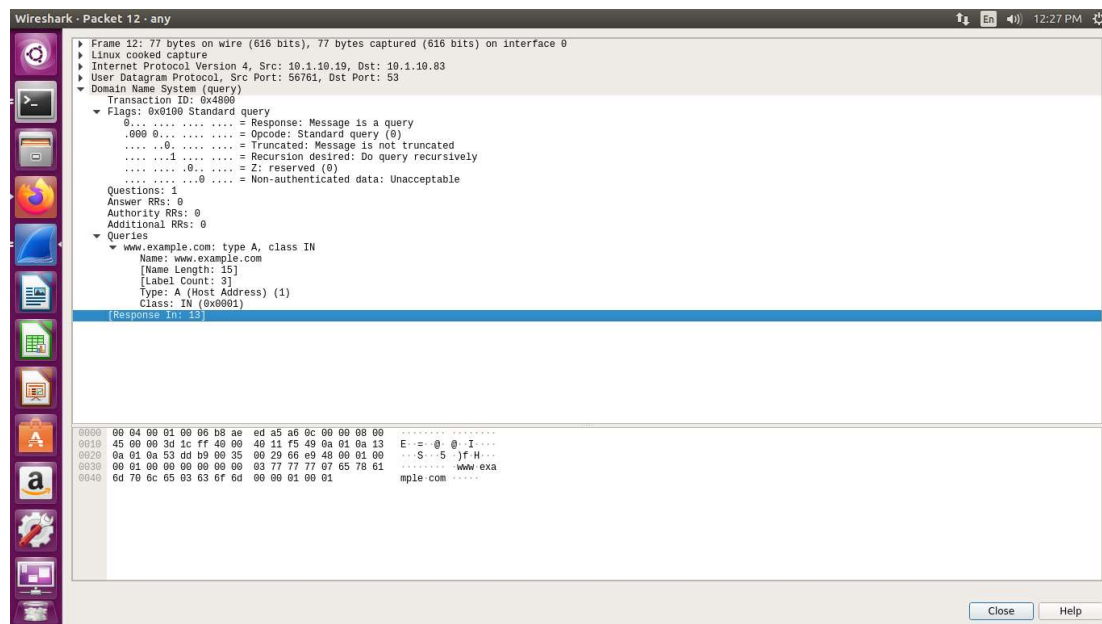 Wireshark · Packet 12 · any
En
12:27 PM
Frame 12: 77 bytes on wire (616 bits), 77 bytes captured (616 bits) on interface 0
Linux cooked capture
Internet Protocol Version 4, Src: 10.1.10.19, Dst: 10.1.10.83
User Datagram Protocol, Src Port: 56761, Dst Port: 53
Domain Name System (query)
Transaction ID: 0x4800
Flags: 0x0100 Standard query
0... .... .... .... = Response: Message is a query
.000 0... .... .... = Opcode: Standard query (0)
.... ..0. .... .... = Truncated: Message is not truncated
.... ...1 .... .... = Recursion desired: Do query recursively
.... .... .0.. .... = Z: reserved (0)
.... .... ...0 .... = Non-authenticated data: Unacceptable
Questions: 1
Answer RRs: 0
Authority RRs: 0
Additional RRs: 0
Queries
www.example.com: type A, class IN
Name: www.example.com
[Name Length: 15]
[Label Count: 3]
Type: A (Host Address) (1)
Class: IN (0x0001)
[Response In: 13]
0000 00 04 00 01 00 06 b8 ae ed a5 a6 0c 00 00 08 00 ········ ········
0010 45 00 00 3d 1c ff 40 00 40 11 f5 49 0a 01 0a 13 E··=··@· @··I····
0020 0a 01 0a 53 dd b9 00 35 00 29 66 e9 48 00 01 00 ···S···5 ·)f·H···
0030 00 01 00 00 00 00 00 00 03 77 77 77 07 65 78 61 ········ ·www·exa
0040 6d 70 6c 65 03 63 6f 6d 00 00 01 00 01 mple·com ·····
Close Help